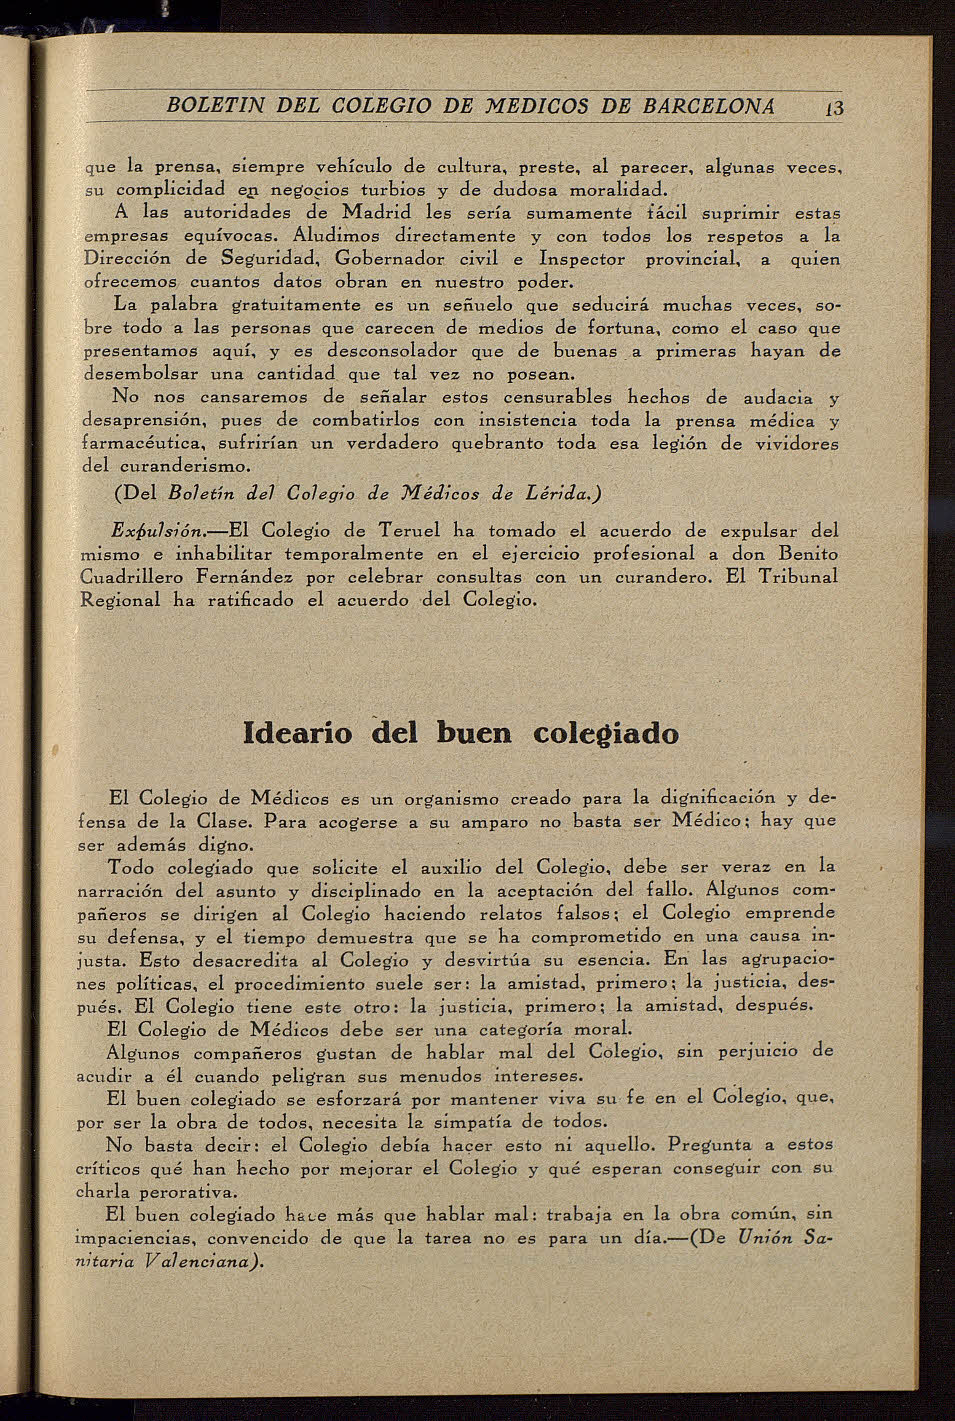 BOLETIN DEL COLEGIO DE MEDICOS DE BARCELONA 13
que la prensa, siempre vehículo de cultura, preste, al parecer, algunas veces,
su complicidad en negocios turbios y de dudosa moralidad.
A las autoridades de Madrid les sería sumamente fácil suprimir estas
empresas equívocas. Aludimos directamente y con todos los respetos a la
Dirección de Seguridad, Gobernador civil e Inspector provincial, a quien
ofrecemos cuantos datos obran en nuestro poder.
La palabra gratuitamente es un señuelo que seducirá muchas veces, so-
bre todo a las personas que carecen de medios de fortuna, como el caso que
presentamos aquí, y es desconsolador que de buenas a primeras hayan de
desembolsar una cantidad que tal vez no posean.
No nos cansaremos de señalar estos censurables hechos de audacia y
desaprensión, pues de combatirlos con insistencia toda la prensa médica y
farmacéutica, sufrirían un verdadero quebranto toda esa legión de vividores
del curanderismo.
(Del Boletín del Colegio de Médicos de Lérida.)
Expulsión.—El Colegio de Teruel ha tomado el acuerdo de expulsar del
mismo e inhabilitar temporalmente en el ejercicio profesional a don Benito
Cuadrillero Fernández por celebrar consultas con un curandero. El Tribunal
Regional ha ratificado el acuerdo del Colegio.
Ideario del buen colegiado
El Colegio de Médicos es un organismo creado para la dignificación y de-
fensa de la Clase. Para acogerse a su amparo no basta ser Médico; hay que
ser además digno.
Todo colegiado que solicite el auxilio del Colegio, debe ser veraz en la
narración del asunto y disciplinado en la aceptación del fallo. Algunos com-
pañeros se dirigen al Colegio haciendo relatos falsos; el Colegio emprende
su defensa, y el tiempo demuestra que se ha comprometido en una causa in-
justa. Esto desacredita al Colegio y desvirtúa su esencia. En las agrupacio-
nes políticas, el procedimiento suele ser: la amistad, primero; la justicia, des-
pués. El Colegio tiene este otro: la justicia, primero; la amistad, después.
El Colegio de Médicos debe ser una categoría moral.
Algunos compañeros gustan de hablar mal del Colegio, sin perjuicio de
acudir a él cuando peligran sus menudos intereses.
El buen colegiado se esforzará por mantener viva su fe en el Colegio, que,
por ser la obra de todos, necesita la simpatía de todos.
No basta decir: el Colegio debía hacer esto ni aquello. Pregunta a estos
críticos qué han hecho por mejorar el Colegio y qué esperan conseguir con su
charla perorativa.
El buen colegiado hace más que hablar mal: trabaja en la obra común, sin
impaciencias, convencido de que la tarea no es para un día.—(De Unión Sa-
nitaria Valenciana).